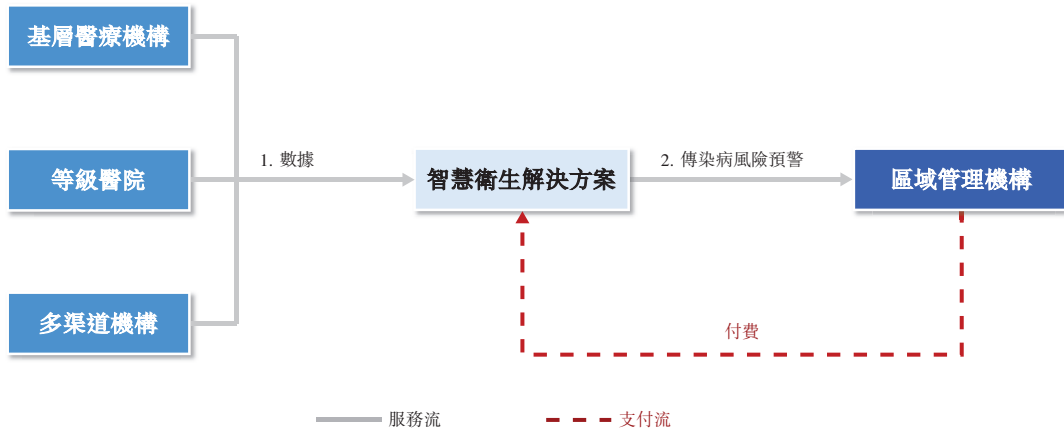 基層醫療機構
等級醫院
多渠道機構
1. 數據
智慧衛生解決方案
2. 傳染病風險預警
區域管理機構
付費
服務流
支付流